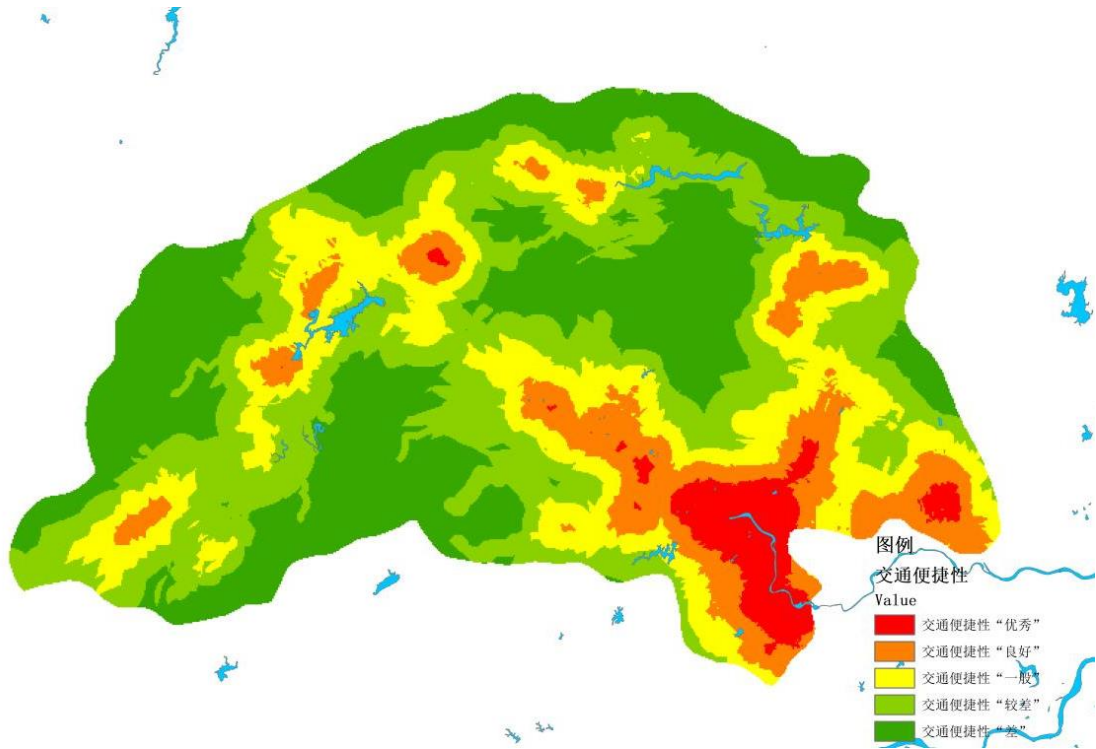 图例
交通便捷性
Value
交通便捷性“优秀”
交通便捷性“良好”
交通便捷性“一般”
交通便捷性“较差”
交通便捷性“差”